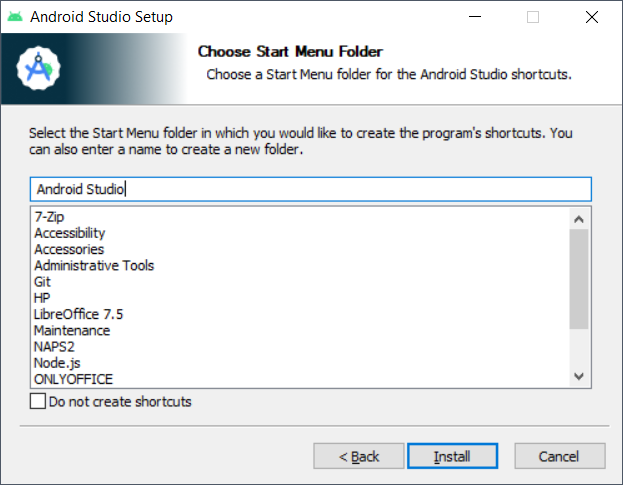 Android Studio Setup
Choose Start Menu Folder
Choose a Start Menu folder for the Android Studio shortcuts.
Select the Start Menu folder in which you would like to create the program's shortcuts. You
can also enter a name to create a new folder.
Android Studio
7-Zip
Accessibility
Accessories
Administrative Tools
Git
HP
LibreOffice 7.5
Maintenance
NAPS2
Node.js
ONLYOFFICE
Do not create shortcuts
< Back
Install
Cancel